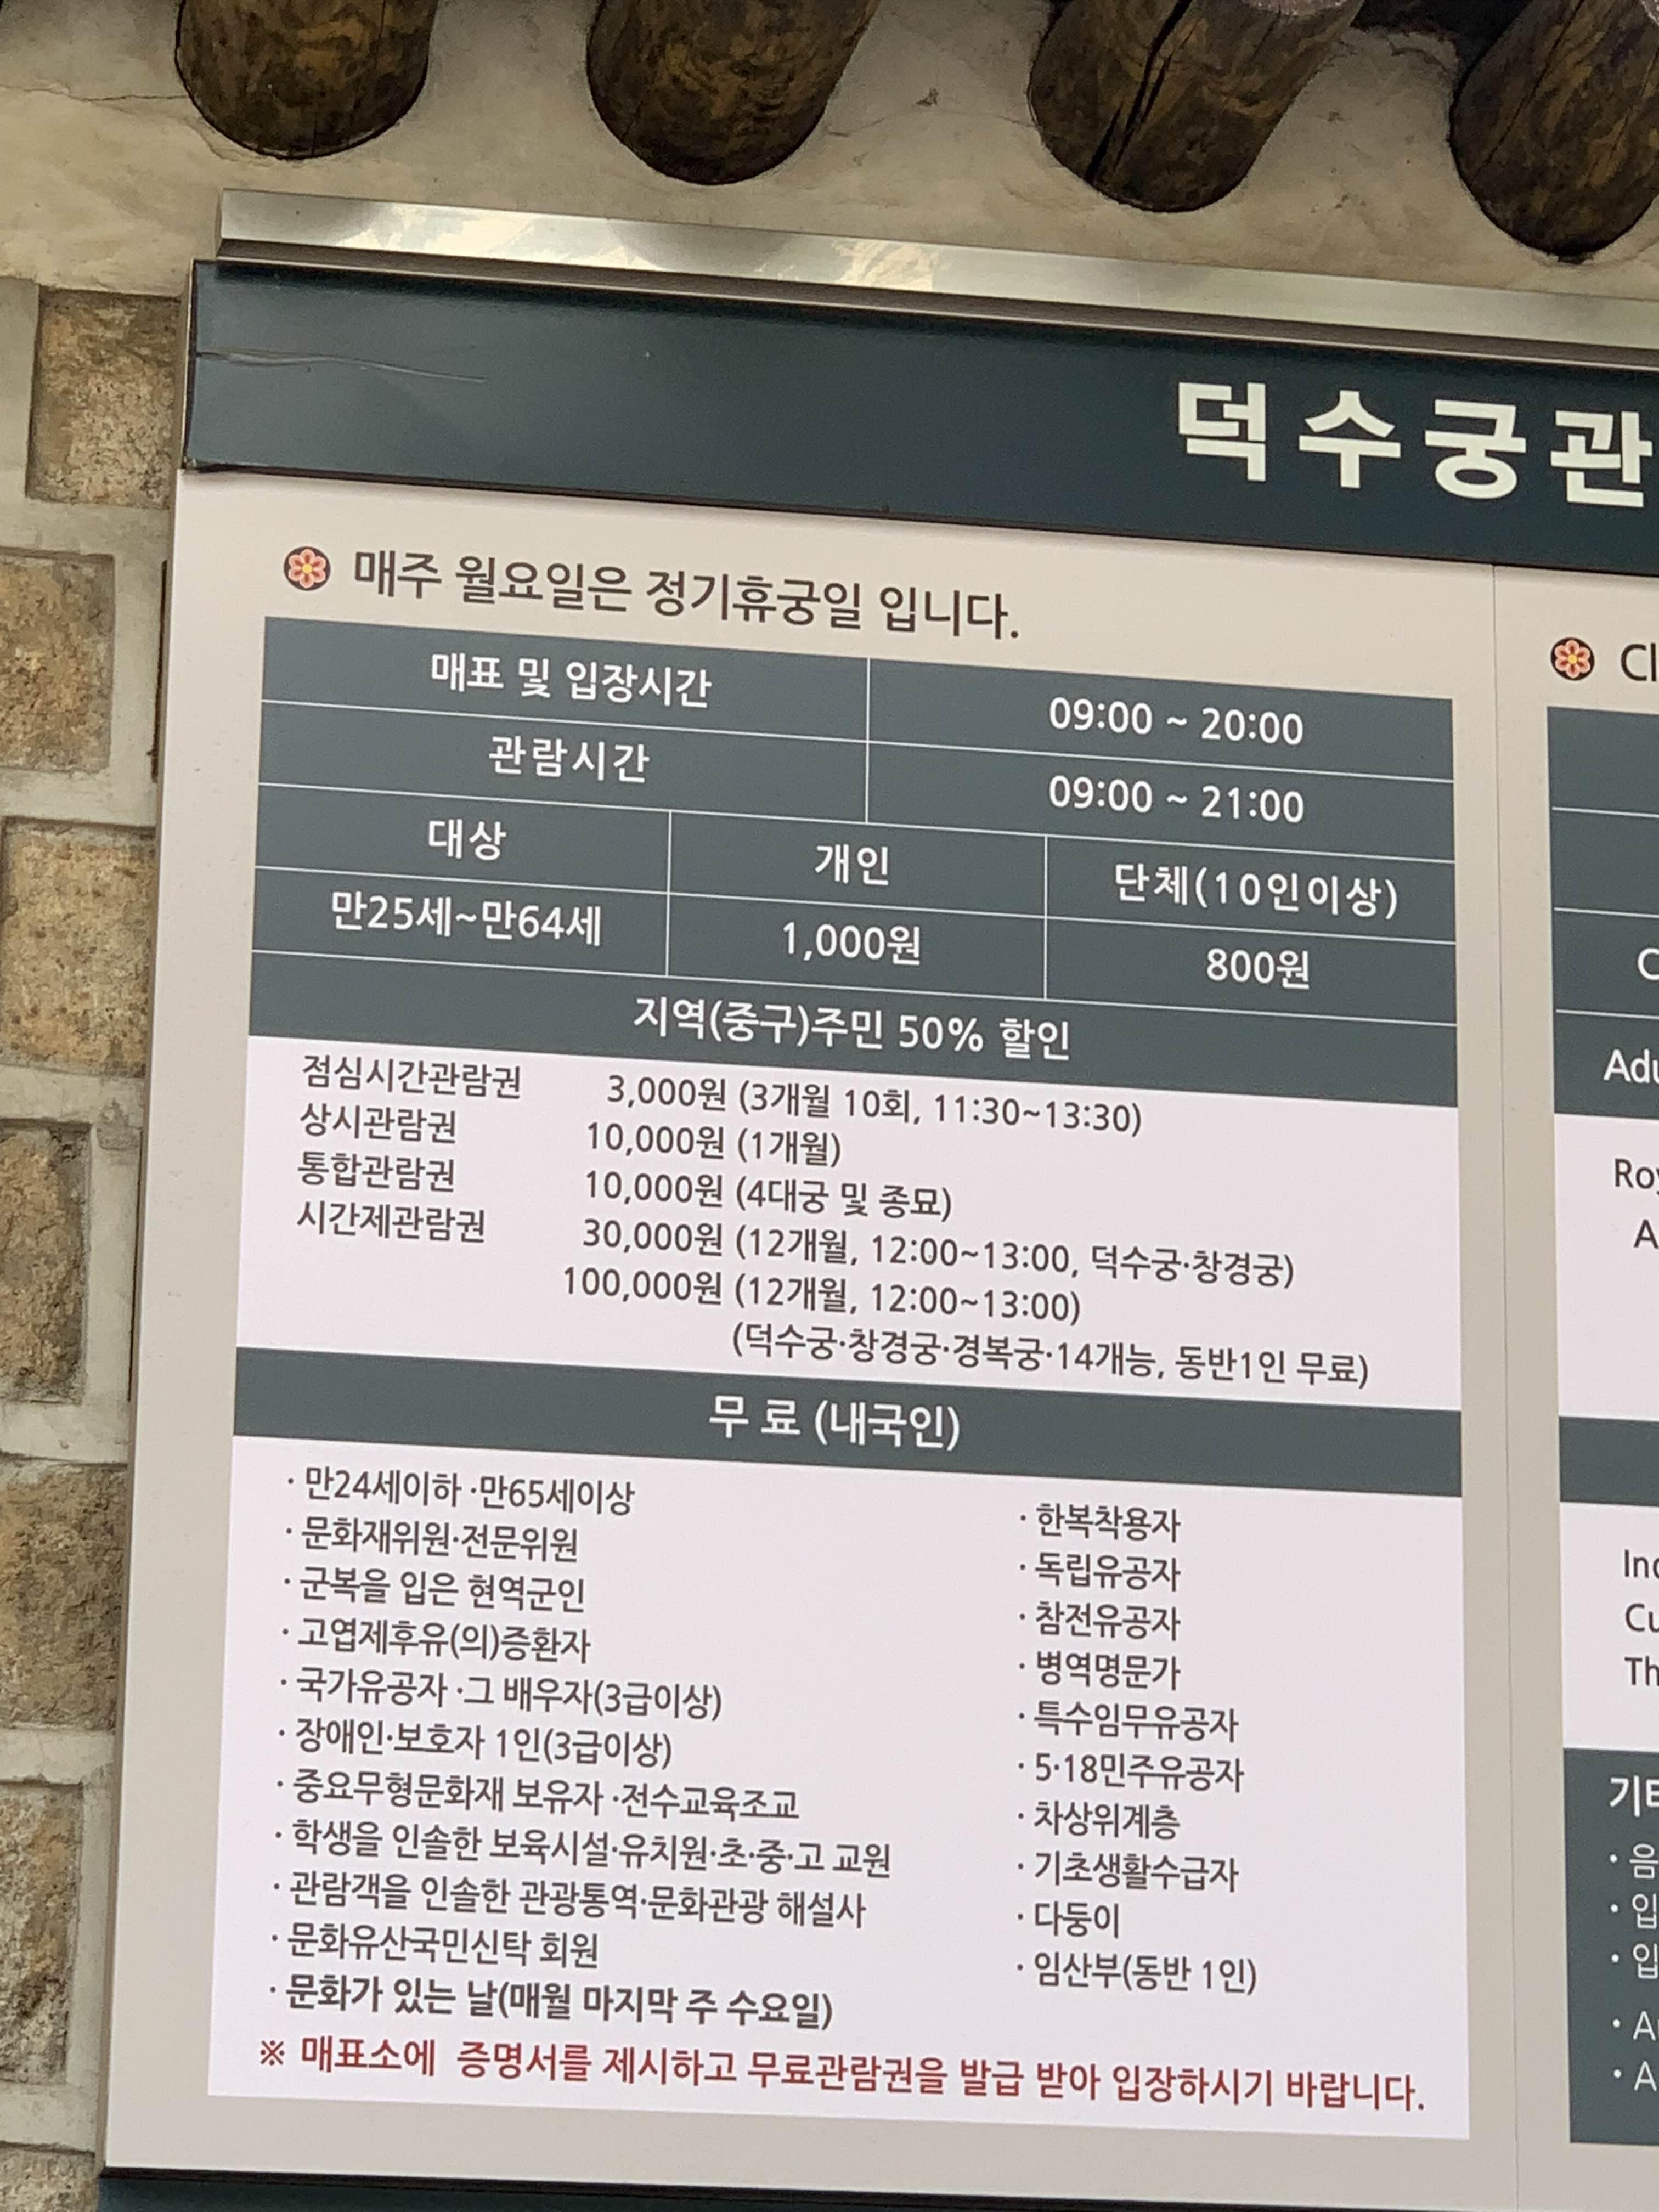 덕수궁관
매주 월요일은 정기휴궁일 입니다.
매표 및 입장시간 09:00 ~ 20:00
관람시간 09:00 ~ 21:00
대상 개인 단체(10인이상)
만25세~만64세 1,000원 800원
지역(중구)주민 50% 할인
점심시간관람권 3,000원 (3개월 10회, 11:30~13:30)
상시관람권 10,000원 (1개월)
통합관람권 10,000원 (4대궁 및 종묘)
시간제관람권 30,000원 (12개월, 12:00~13:00, 덕수궁·창경궁)
100,000원 (12개월, 12:00~13:00)
(덕수궁·창경궁·경복궁·14개능, 동반1인 무료)
무 료 (내국인)
· 만24세이하 ·만65세이상
· 문화재위원·전문위원
· 군복을 입은 현역군인
· 고엽제후유(의)증환자
· 국가유공자 ·그 배우자(3급이상)
· 장애인·보호자 1인(3급이상)
· 중요무형문화재 보유자 ·전수교육조교
· 학생을 인솔한 보육시설·유치원·초·중·고 교원
· 관람객을 인솔한 관광통역·문화관광 해설사
· 문화유산국민신탁 회원
· 문화가 있는 날(매월 마지막 주 수요일)
· 한복착용자
· 독립유공자
· 참전유공자
· 병역명문가
· 특수임무유공자
· 5·18민주유공자
· 차상위계층
· 기초생활수급자
· 다둥이
· 임산부(동반 1인)
※ 매표소에 증명서를 제시하고 무료관람권을 발급 받아 입장하시기 바랍니다.